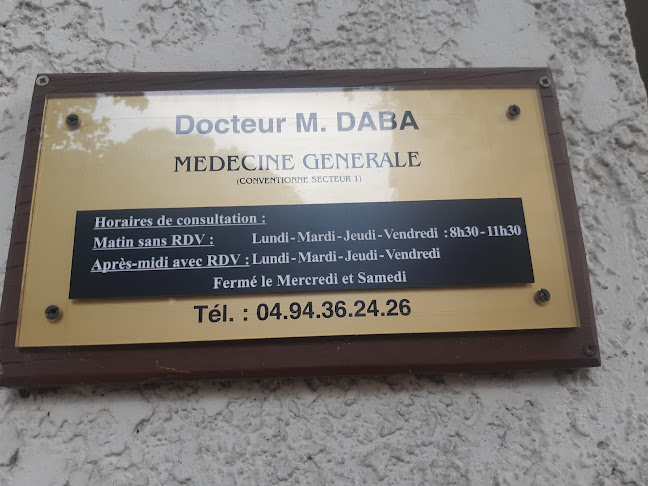 Docteur M. DABA
MEDECINE GENERALE
(CONVENTIONNE SECTEUR 1)
Horaires de consultation :
Matin sans RDV : Lundi-Mardi-Jeudi-Vendredi : 8h30-11h30
Après-midi avec RDV : Lundi-Mardi-Jeudi-Vendredi
Fermé le Mercredi et Samedi
Tél. : 04.94.36.24.26